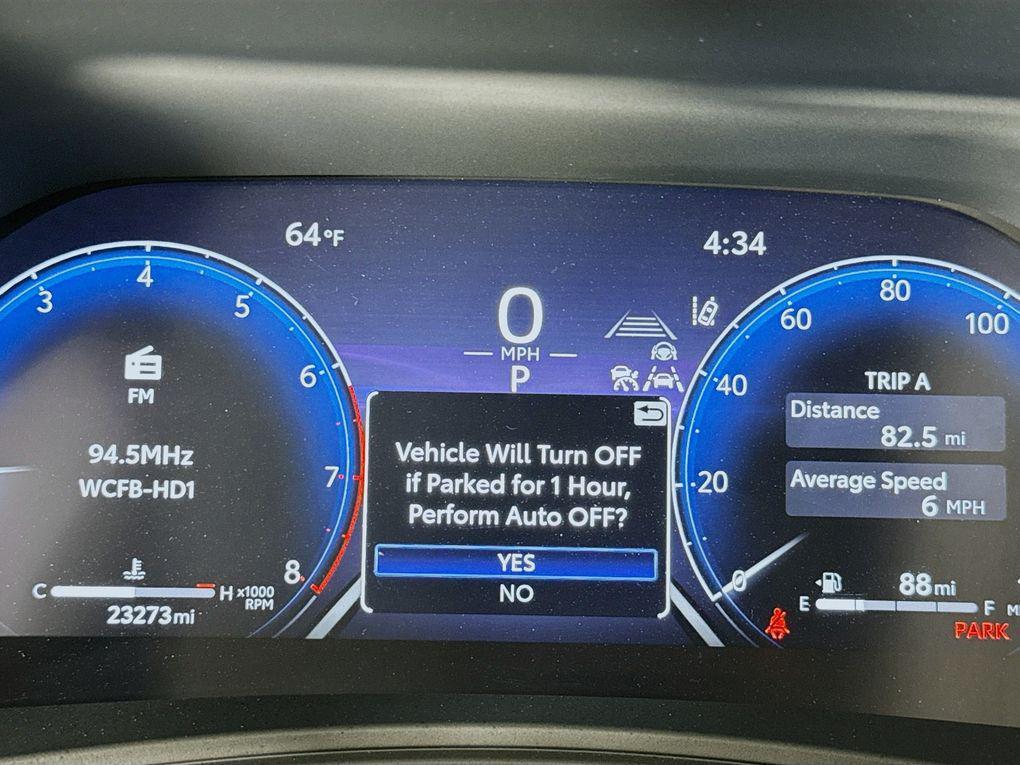 64°F
4:34
3
4
5
6
7
8
0
MPH
P
FM
94.5MHz
WCFB-HD1
C H x1000
RPM
23273mi
Vehicle Will Turn OFF
if Parked for 1 Hour,
Perform Auto OFF?
YES
NO
0
20
40
60
80
100
TRIP A
Distance
82.5 mi
Average Speed
6 MPH
88mi
E F
PARK